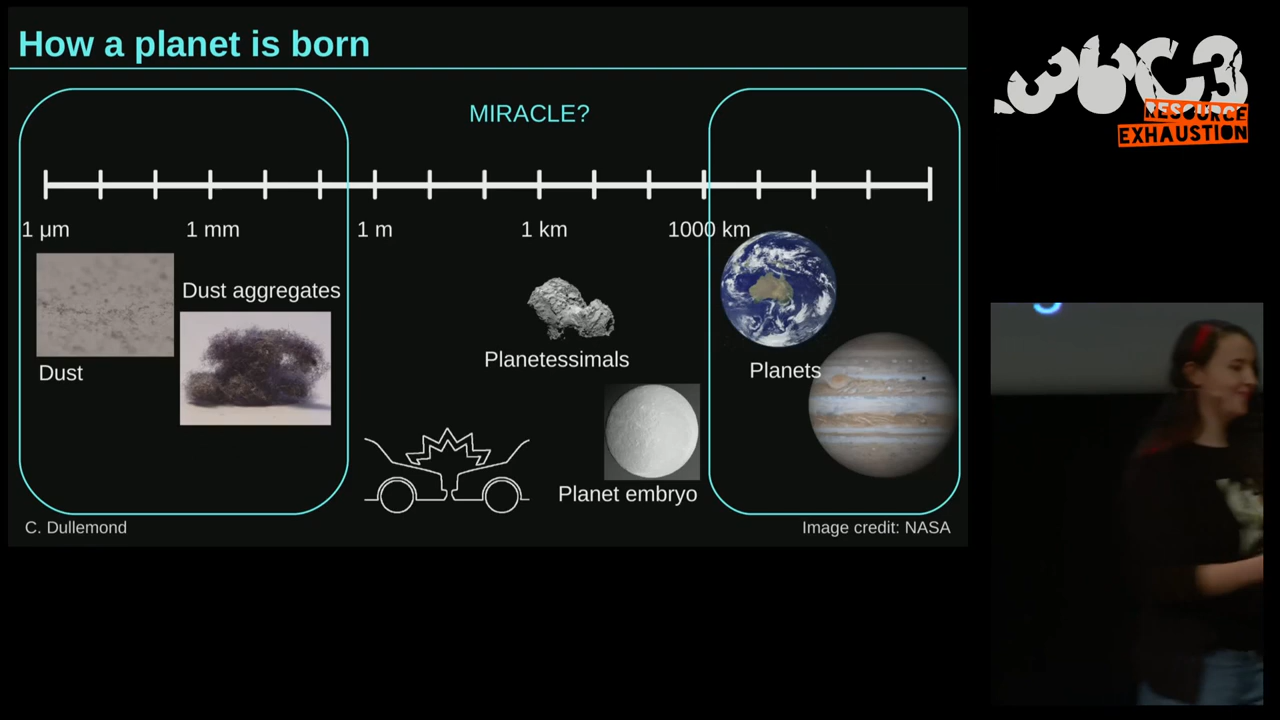 How a planet is born
MIRACLE?
1 μm
1 mm
1 m
1 km
1000 km
Dust aggregates
Dust
Planetessimals
Planets
Planet embryo
C. Dullemond
Image credit: NASA
36C3
RESOURCE
EXHAUSTION